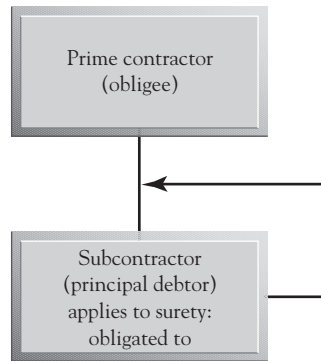 Prime contractor
(obligee)
Subcontractor
(principal debtor)
applies to surety:
obligated to